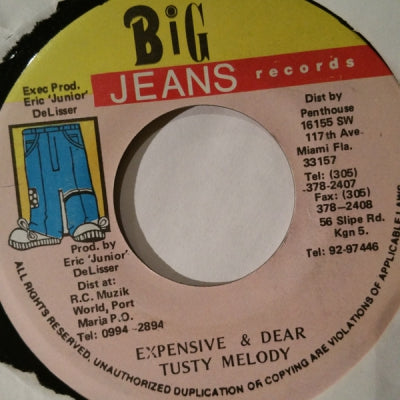 BiG
JEANS records
Exec Prod.
Eric 'Junior'
DeLisser
Dist by
Penthouse
16155 SW
117th Ave
Miami Fla.
33157
Tel: (305)
-378-2407
Fax: (305)
378-2408
56 Slipe Rd.
Kgn 5.
Tel: 92-97446
Prod. by
Eric 'Junior'
DeLisser
Dist at:
R.C. Muzik
World, Port
Maria P.O.
Tel: 0994 -2894
EXPENSIVE & DEAR
TUSTY MELODY
ALL RIGHTS RESERVED. UNAUTHORIZED DUPLICATION OR COPYING ARE VIOLATIONS OF APPLICABLE LAWS